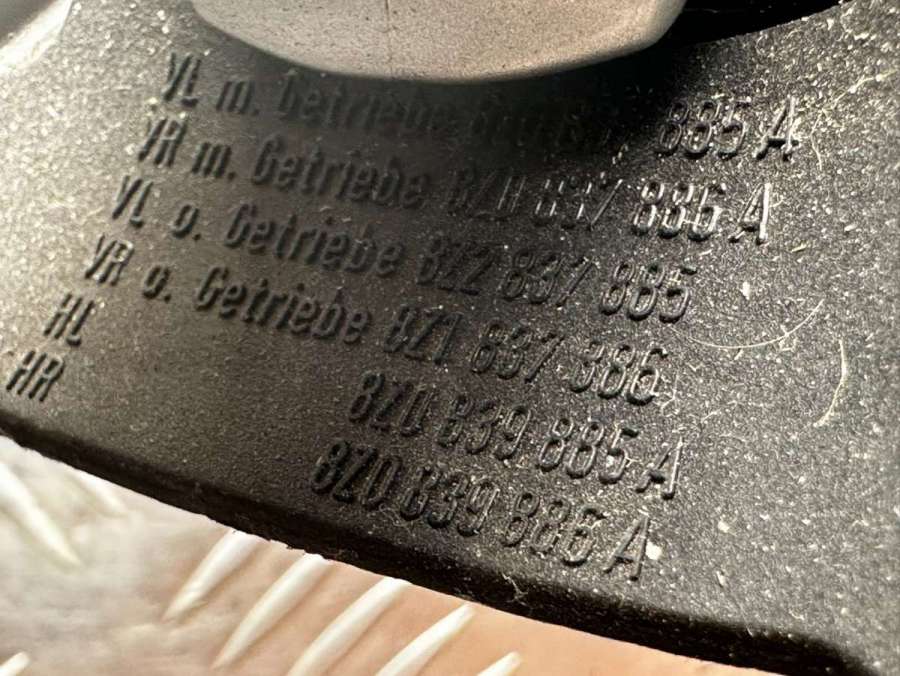 VL m. Getriebe 885 A
VR m. Getriebe 8Z0 837 886 A
VL o. Getriebe 8Z2 837 885
VR o. Getriebe 8Z1 837 886
HL 8Z0 839 885 A
HR 8Z0 839 886 A